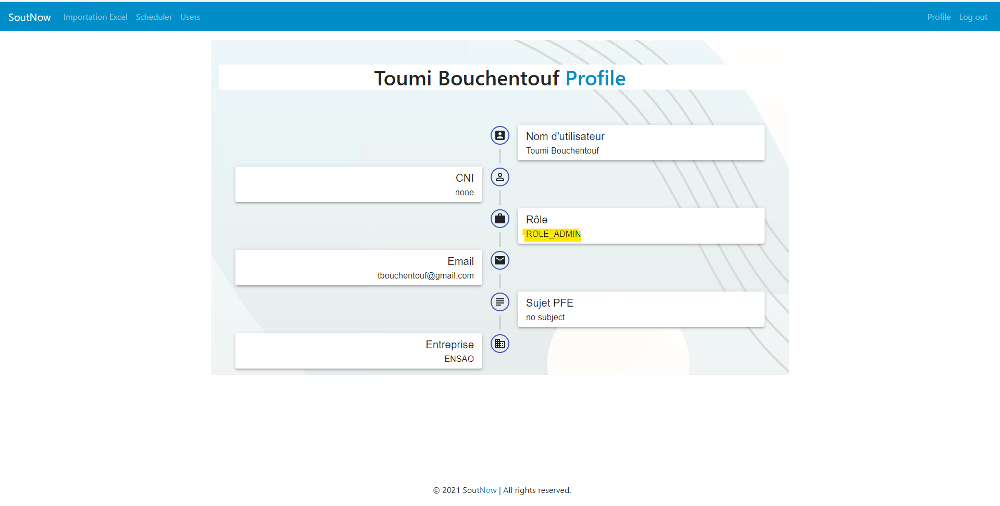 SoutNow Importation Excel Scheduler Users Profile Log out
Toumi Bouchentouf Profile
Nom d'utilisateur
Toumi Bouchentouf
CNI
none
Rôle
ROLE_ADMIN
Email
tbouchentouf@gmail.com
Sujet PFE
no subject
Entreprise
ENSAO
© 2021 SoutNow | All rights reserved.